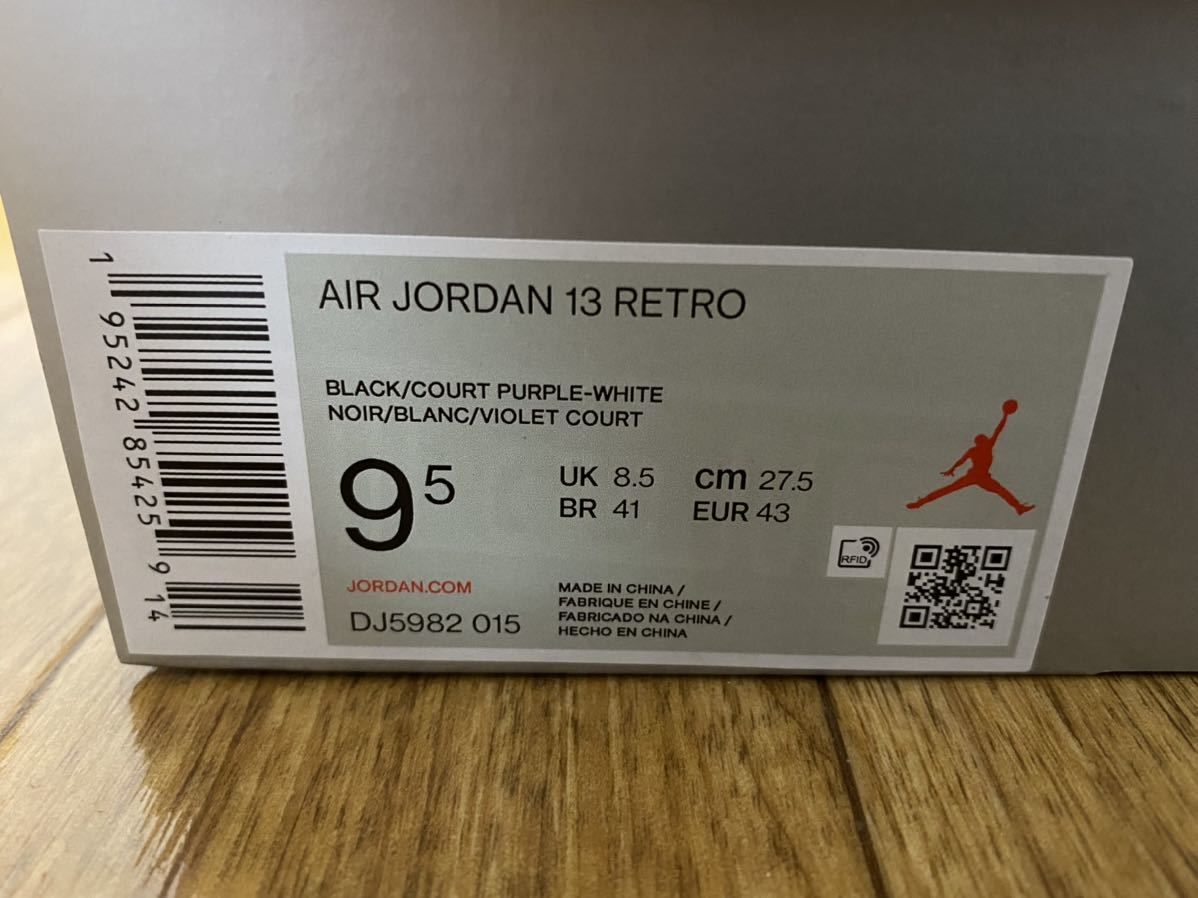 AIR JORDAN 13 RETRO
BLACK/COURT PURPLE-WHITE
NOIR/BLANC/VIOLET COURT
9 5
UK 8.5 cm 27.5
BR 41 EUR 43
JORDAN.COM
DJ5982 015
MADE IN CHINA /
FABRIQUE EN CHINE /
FABRICADO NA CHINA /
HECHO EN CHINA
RFID
1 95242 85425 9 14